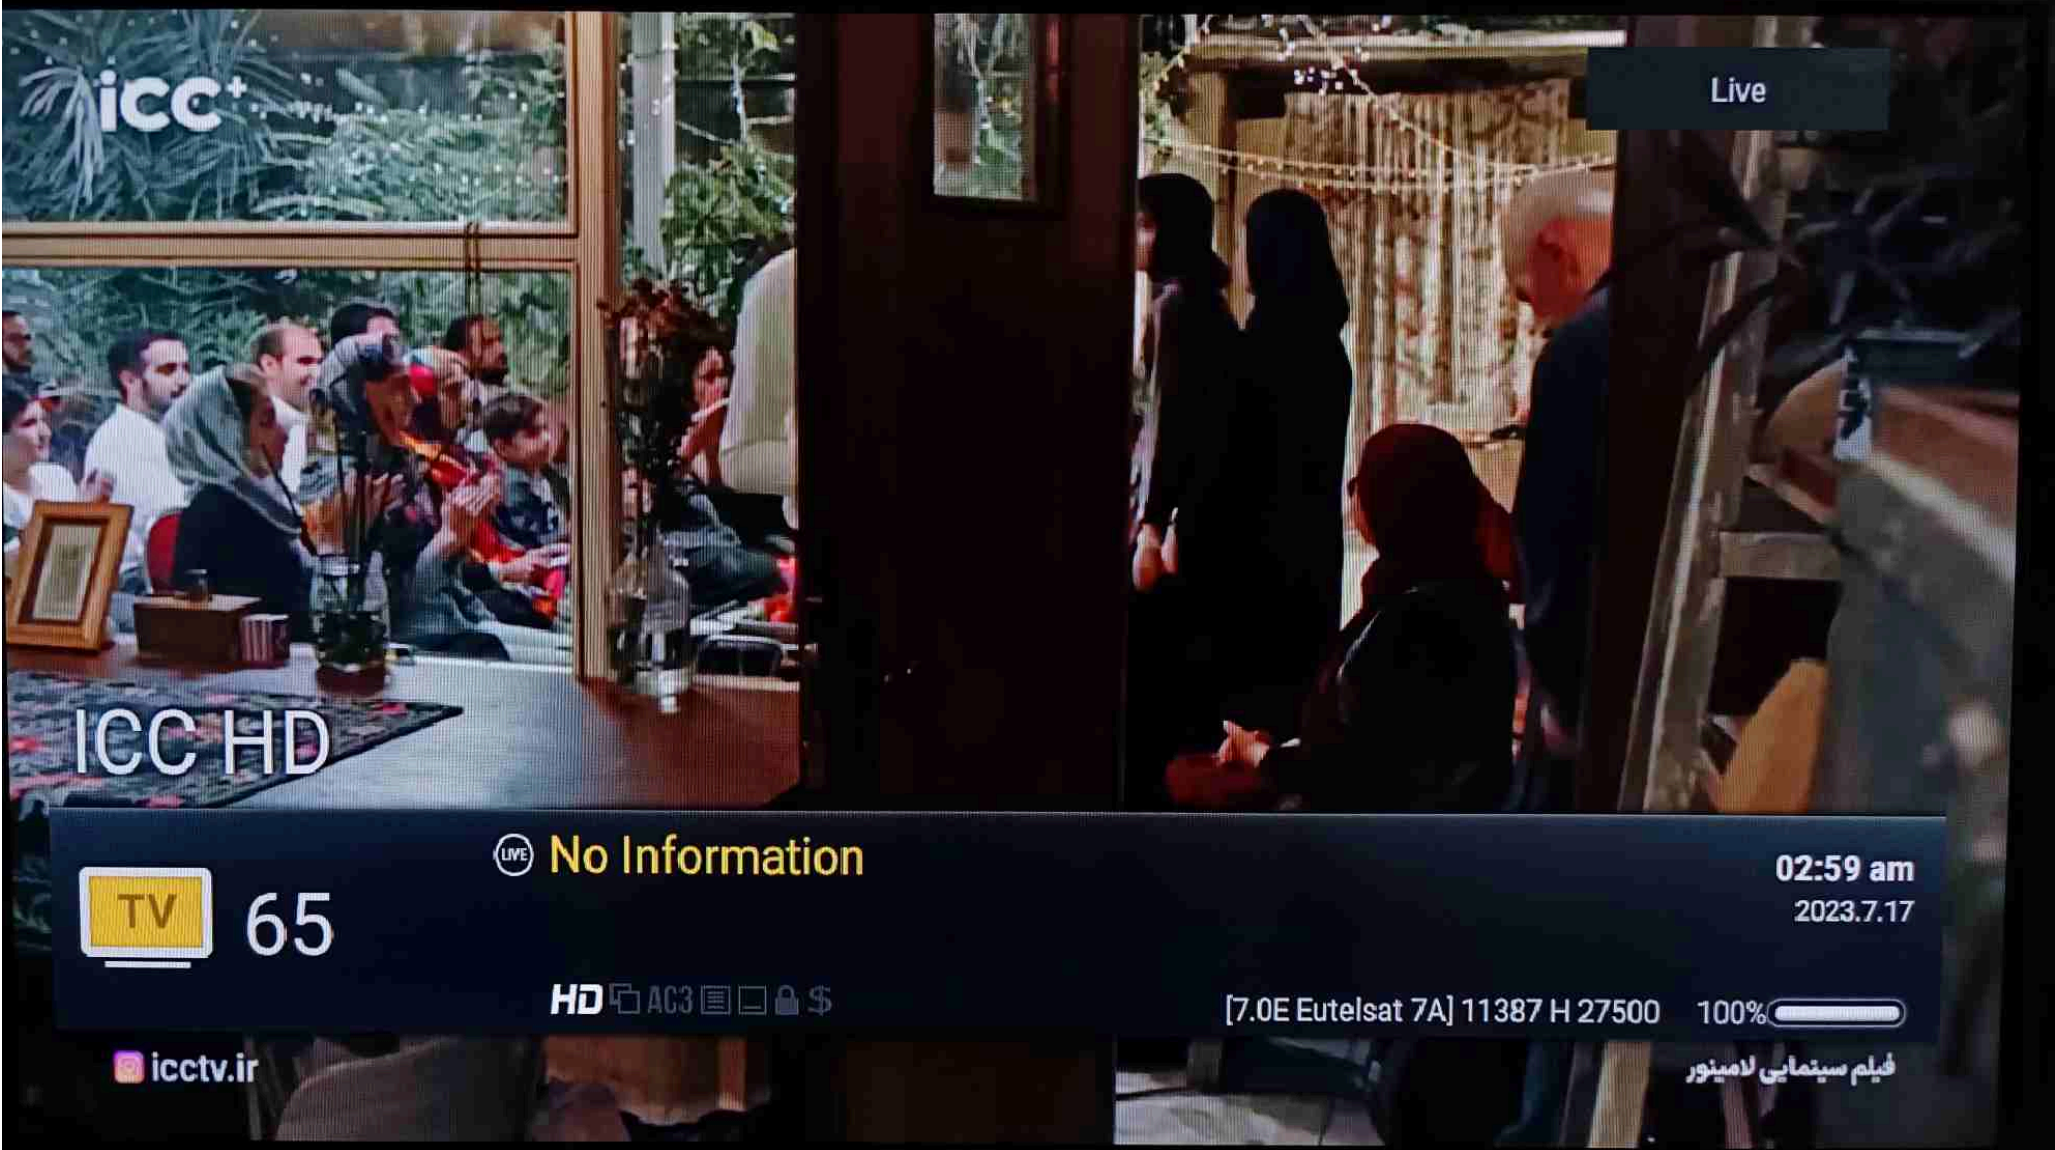 icc+
Live
ICC HD
LIVE No Information
TV 65
02:59 am
2023.7.17
HD AC3 $
[7.0E Eutelsat 7A] 11387 H 27500 100%
icctv.ir
فیلم سینمایی لامینور